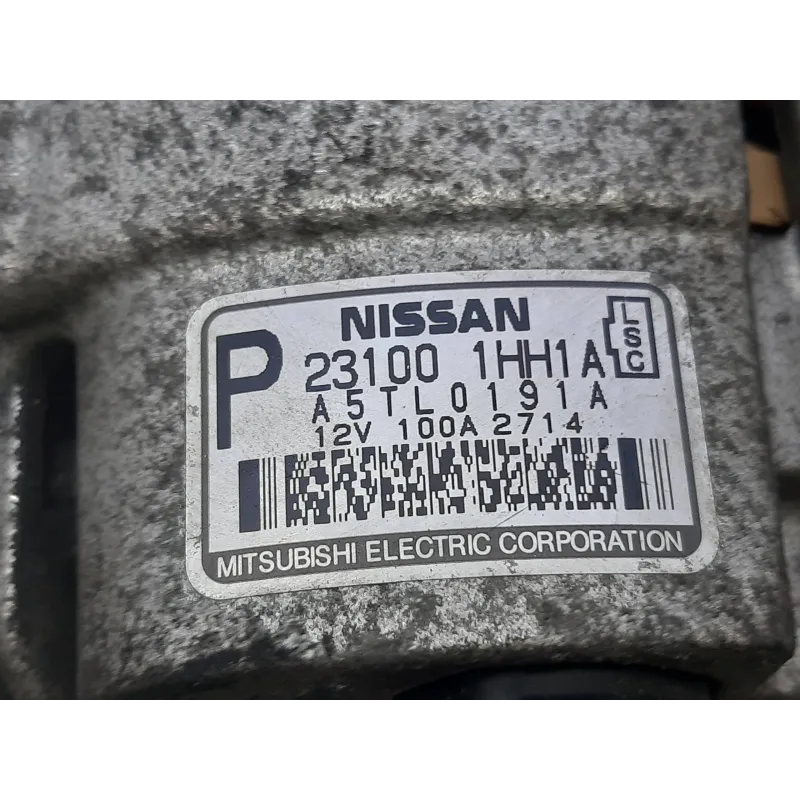 NISSAN
P 23100 1HH1A LSC
A5TL0191A
12V 100A 2714
MITSUBISHI ELECTRIC CORPORATION